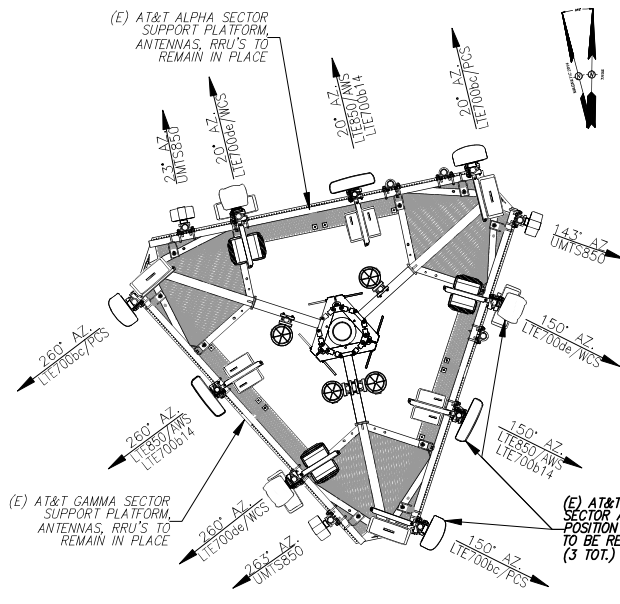 (E) AT&T ALPHA SECTOR
SUPPORT PLATFORM,
ANTENNAS, RRU'S TO
REMAIN IN PLACE
23° AZ.
UMTS850
20° AZ.
LTE700de/WCS
20° AZ.
LTE850/AWS
LTE700b14
20° AZ.
LTE700bc/PCS
143° AZ.
UMTS850
150° AZ.
LTE700de/WCS
150° AZ.
LTE850/AWS
LTE700b14
150° AZ.
LTE700bc/PCS
260° AZ.
LTE700bc/PCS
260° AZ.
LTE850/AWS
LTE700b14
260° AZ.
LTE700de/WCS
263° AZ.
UMTS850
(E) AT&T GAMMA SECTOR
SUPPORT PLATFORM,
ANTENNAS, RRU'S TO
REMAIN IN PLACE
(E) AT&T
SECTOR
POSITION
TO BE RE
(3 TOT.)